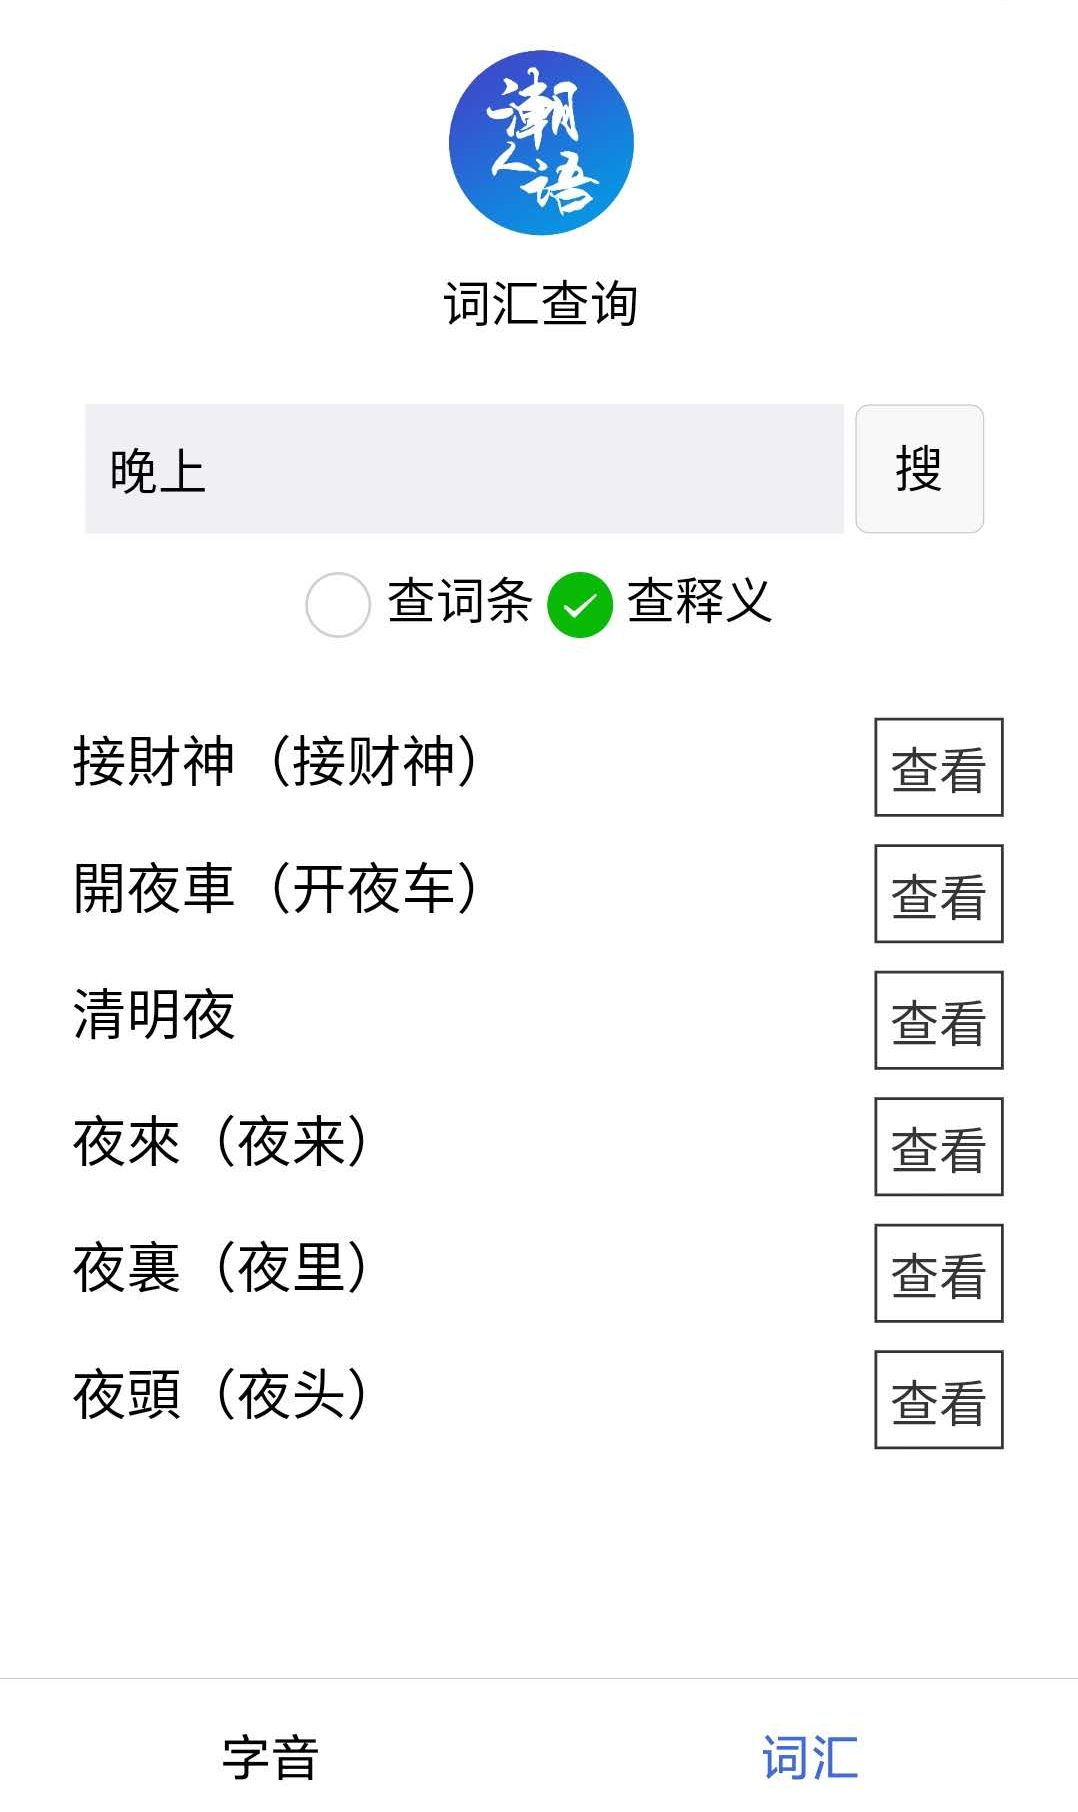 潮
人语
词汇查询
晚上 搜
查词条 查释义
接財神（接财神） 查看
開夜車（开夜车） 查看
清明夜 查看
夜來（夜来） 查看
夜裏（夜里） 查看
夜頭（夜头） 查看
字音 词汇